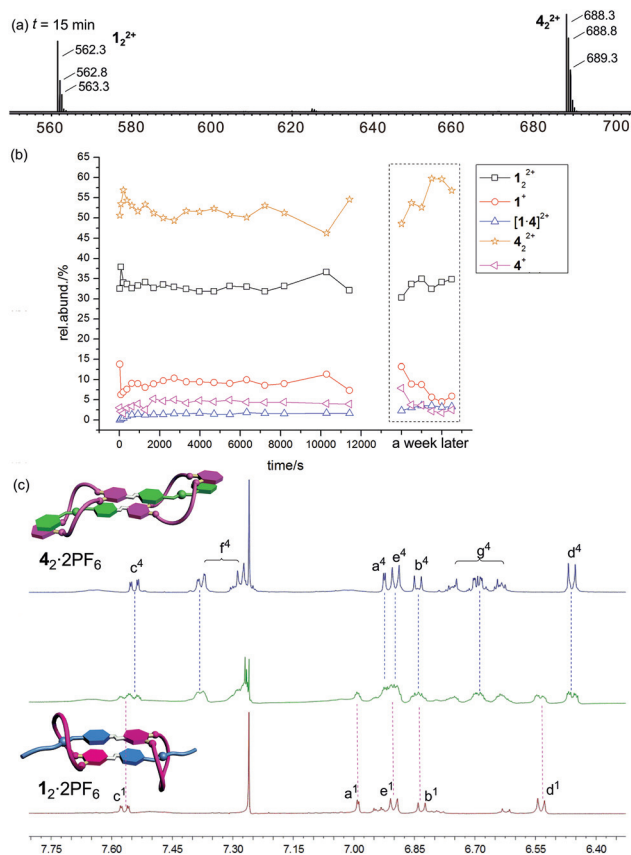 (a) t = 15 min
1₂²⁺
4₂²⁺
562.3
562.8
563.3
688.3
688.8
689.3
560 580 600 620 640 660 680 700
(b)
rel.abund./%
65
60
55
50
45
40
35
30
25
20
15
10
5
0
0 2000 4000 6000 8000 10000 12000 a week later
time/s
1₂²⁺
1⁺
[1·4]²⁺
4₂²⁺
4⁺
(c)
4₂·2PF₆
c⁴ f⁴ a⁴ e⁴ b⁴ g⁴ d⁴
1₂·2PF₆
c¹ a¹ e¹ b¹ d¹
7.75 7.60 7.45 7.30 7.15 7.00 6.85 6.70 6.55 6.40